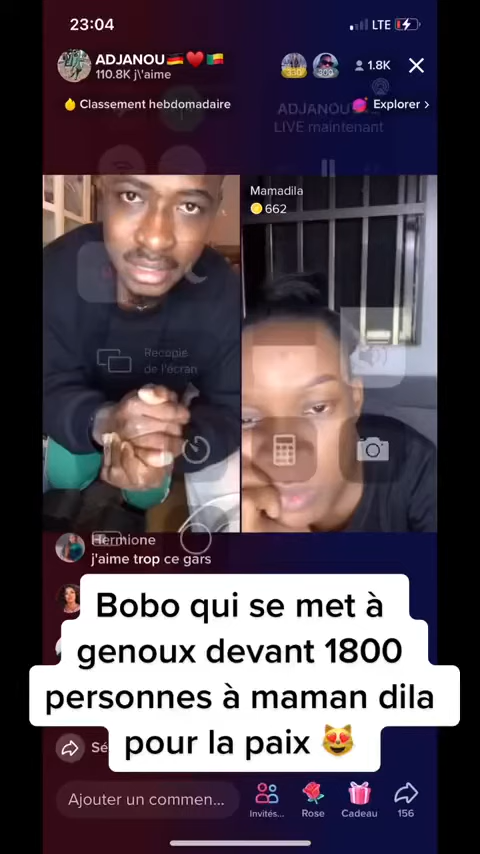 23:04
LTE
ADJANOU🇩🇪❤️🇧🇯
110.8K j\'aime
330
300
1.8K
Classement hebdomadaire
Explorer >
ADJANOU
LIVE maintenant
Mamadila
662
Recopie
de l'écran
Hermione
j'aime trop ce gars
Bobo qui se met à
genoux devant 1800
personnes à maman dila
pour la paix 😻
Sé
Ajouter un commen...
Invités...
Rose
Cadeau
156